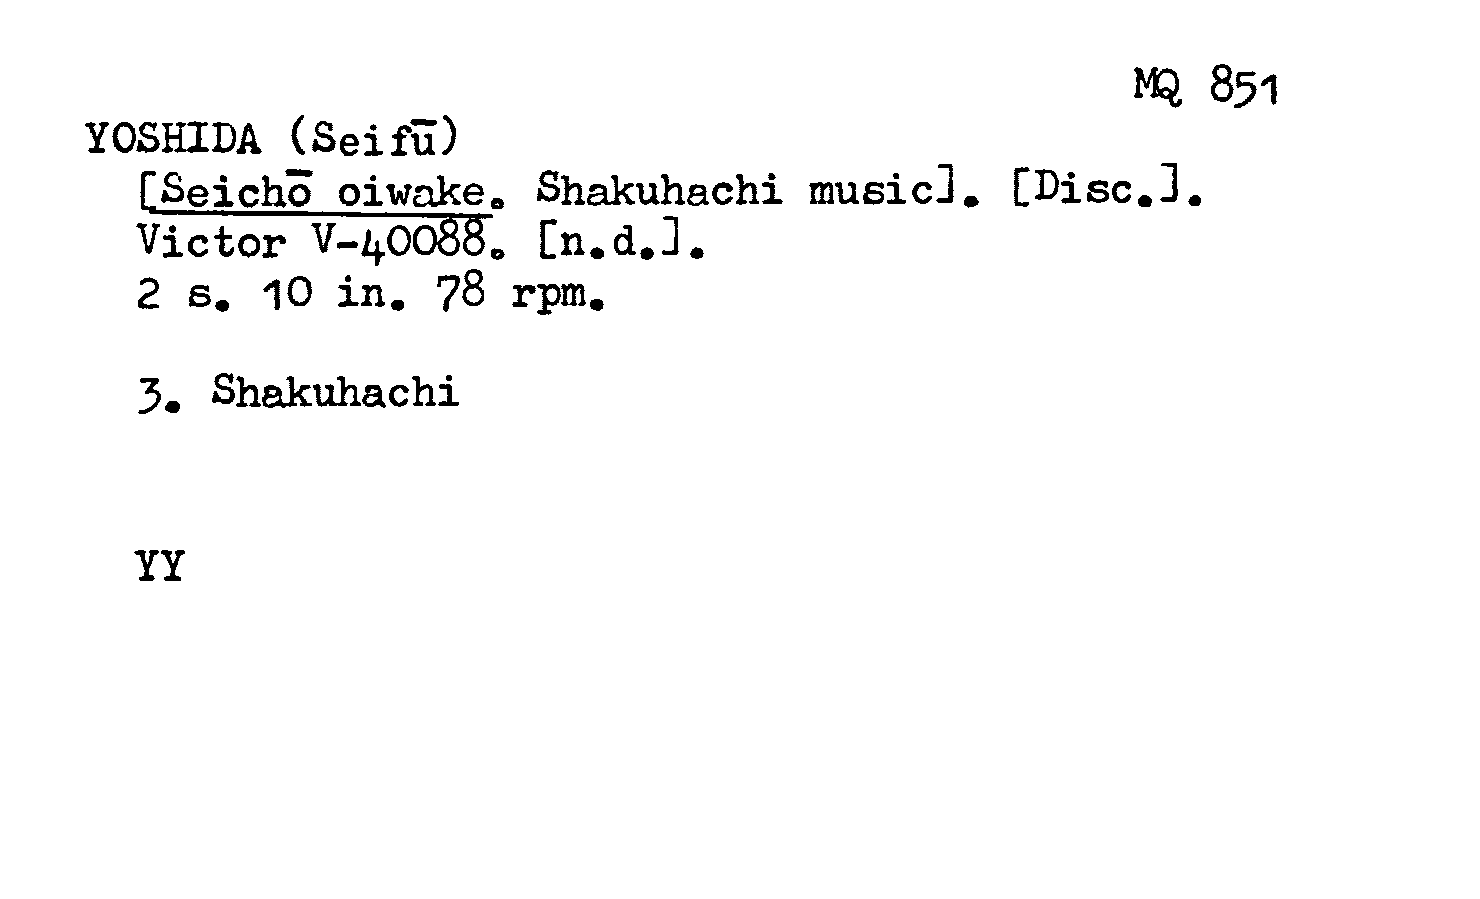 MQ 851
YOSHIDA (Seifū)
[Seichō oiwake. Shakuhachi music]. [Disc.].
Victor V-40088. [n.d.].
2 s. 10 in. 78 rpm.
3. Shakuhachi
YY